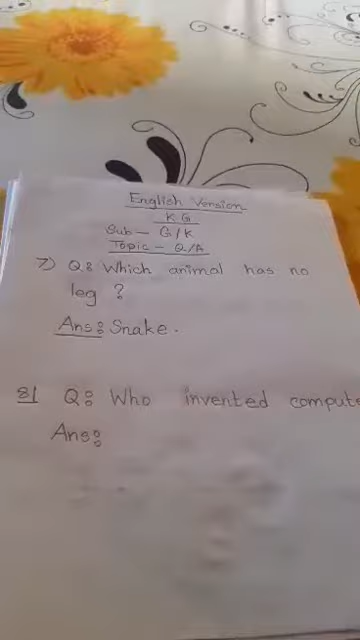 English Version
K.G
Sub - G/K
Topic - Q/A
7) Q: Which animal has no
leg ?
Ans: Snake.
8) Q: Who invented compute
Ans: